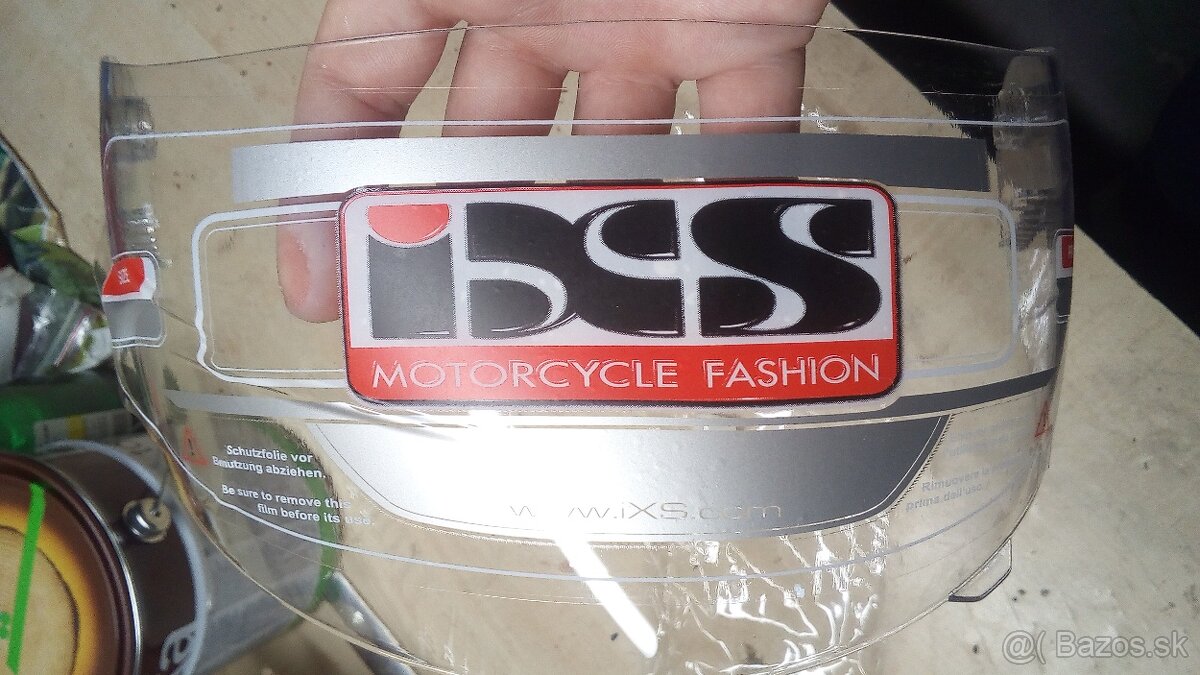 iXS
MOTORCYCLE FASHION
SIZE
Schutzfolie vor
Benutzung abziehen.
Be sure to remove this
film before its use.
www.iXS.com
Rimuovere
prima dell'uso
@( Bazos.sk